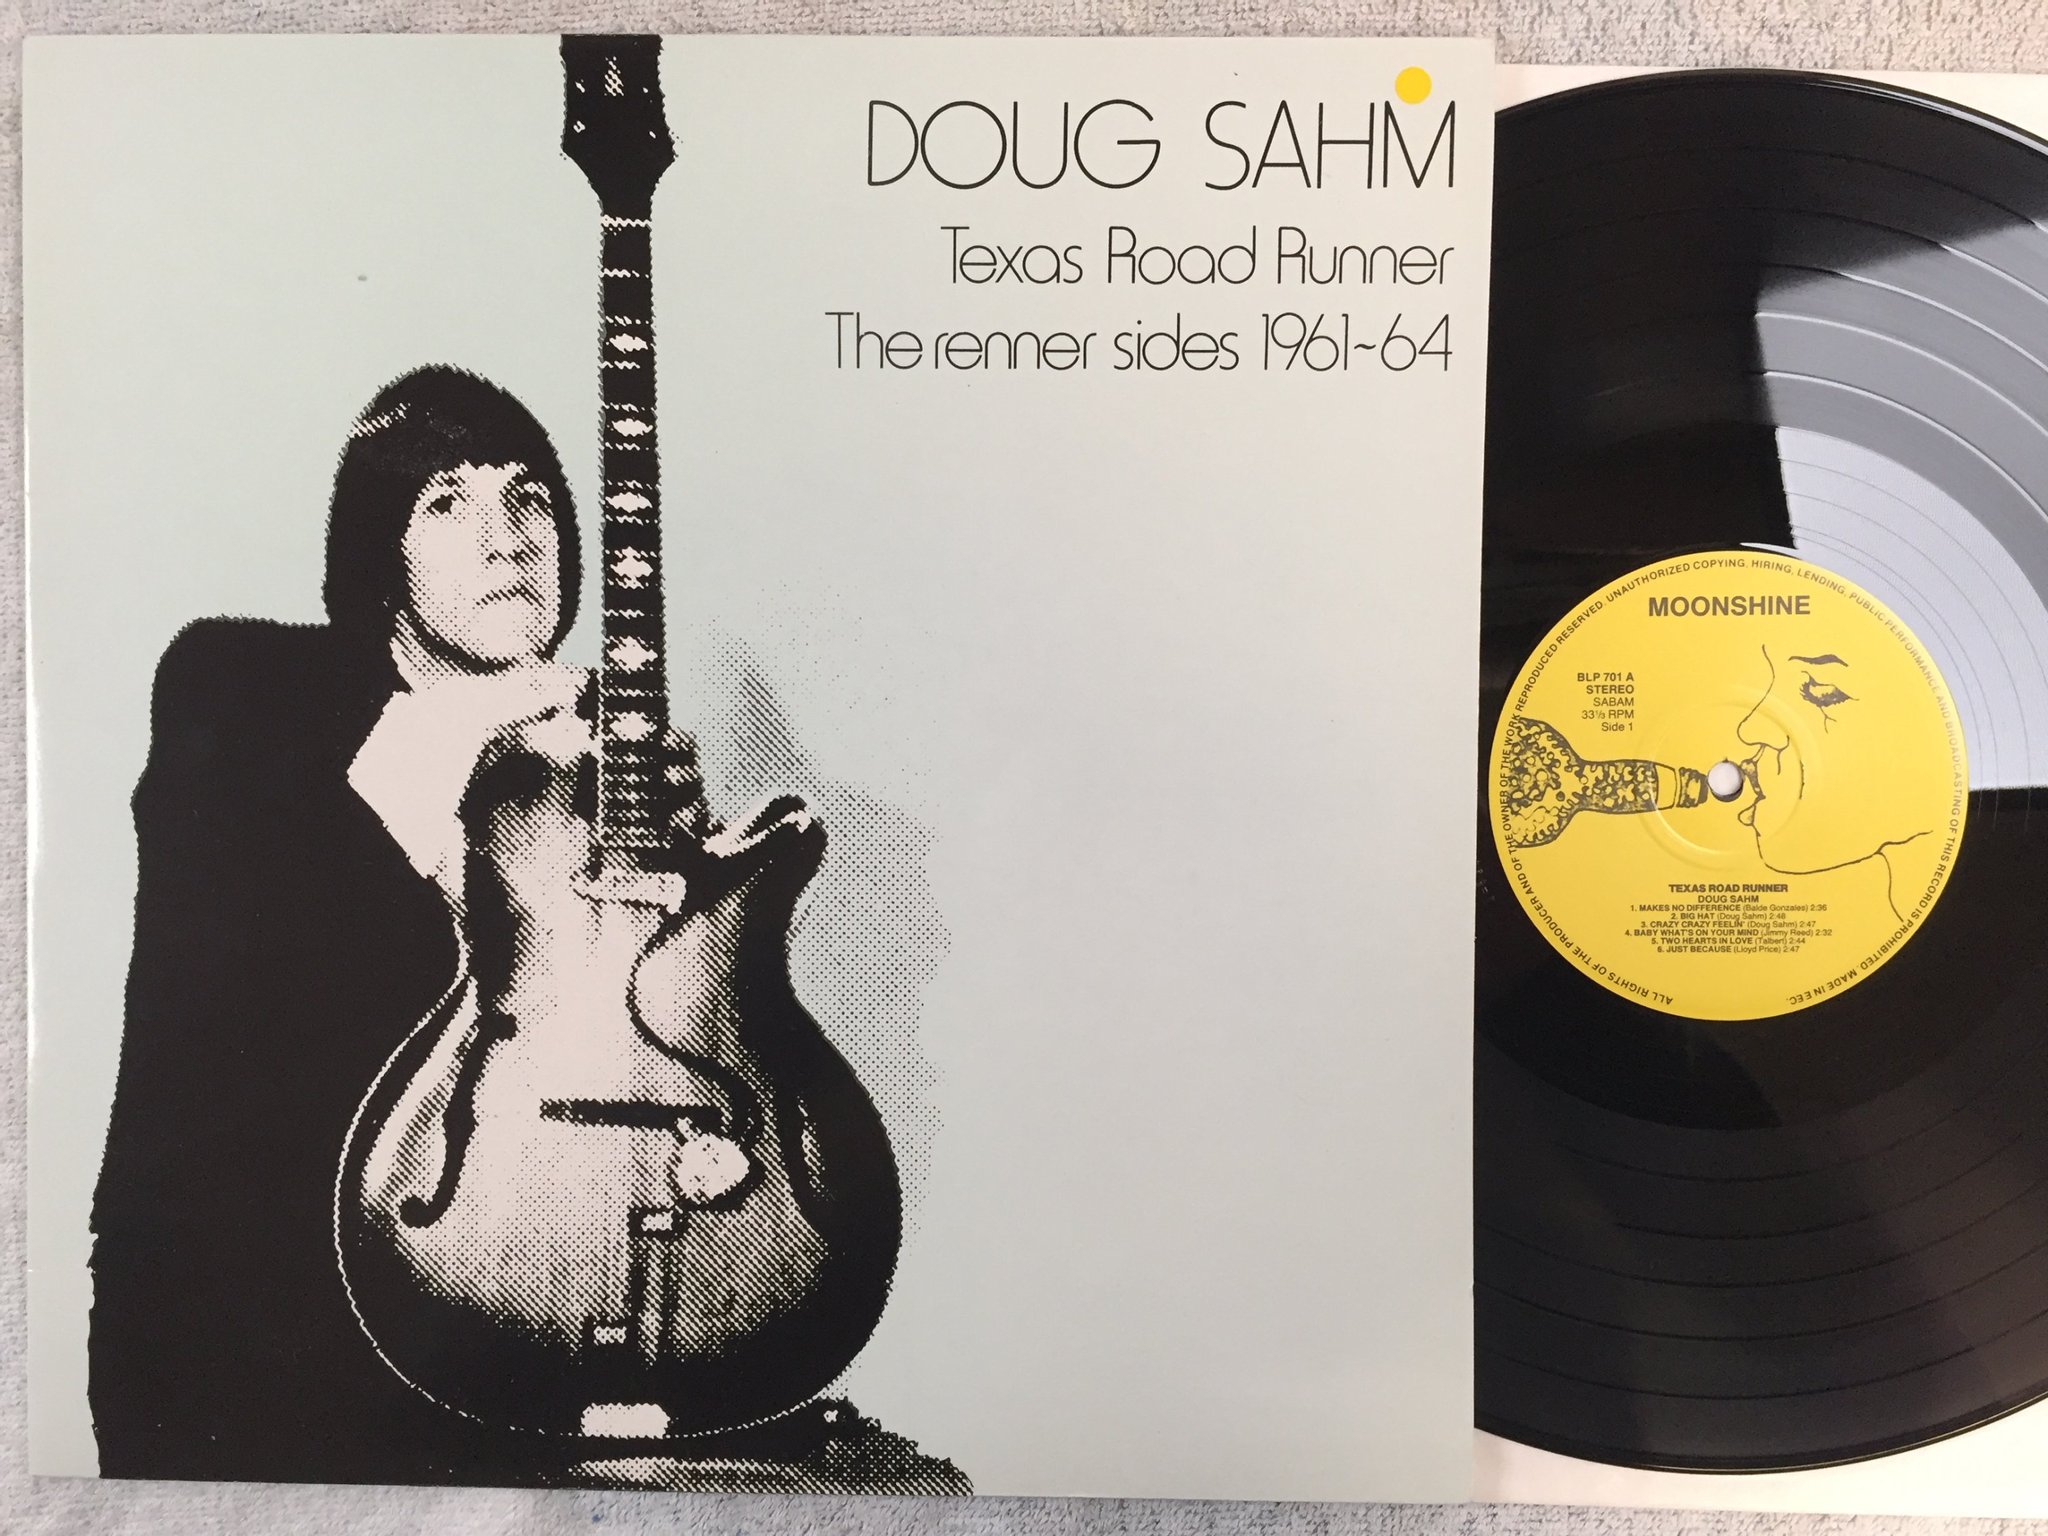 DOUG SAHM
Texas Road Runner
The renner sides 1961~64
ALL RIGHTS OF THE PRODUCER AND OF THE OWNER OF THE WORK REPRODUCED RESERVED. UNAUTHORIZED COPYING, HIRING, LENDING, PUBLIC PERFORMANCE AND BROADCASTING OF THIS RECORD IS PROHIBITED. MADE IN EEC.
MOONSHINE
BLP 701 A
STEREO
SABAM
33⅓ RPM
Side 1
TEXAS ROAD RUNNER
DOUG SAHM
1. MAKES NO DIFFERENCE (Balde Gonzales) 2:36
2. BIG HAT (Doug Sahm) 2:48
3. CRAZY CRAZY FEELIN' (Doug Sahm) 2:47
4. BABY WHAT'S ON YOUR MIND (Jimmy Reed) 2:32
5. TWO HEARTS IN LOVE (Talbert) 2:44
6. JUST BECAUSE (Lloyd Price) 2:47